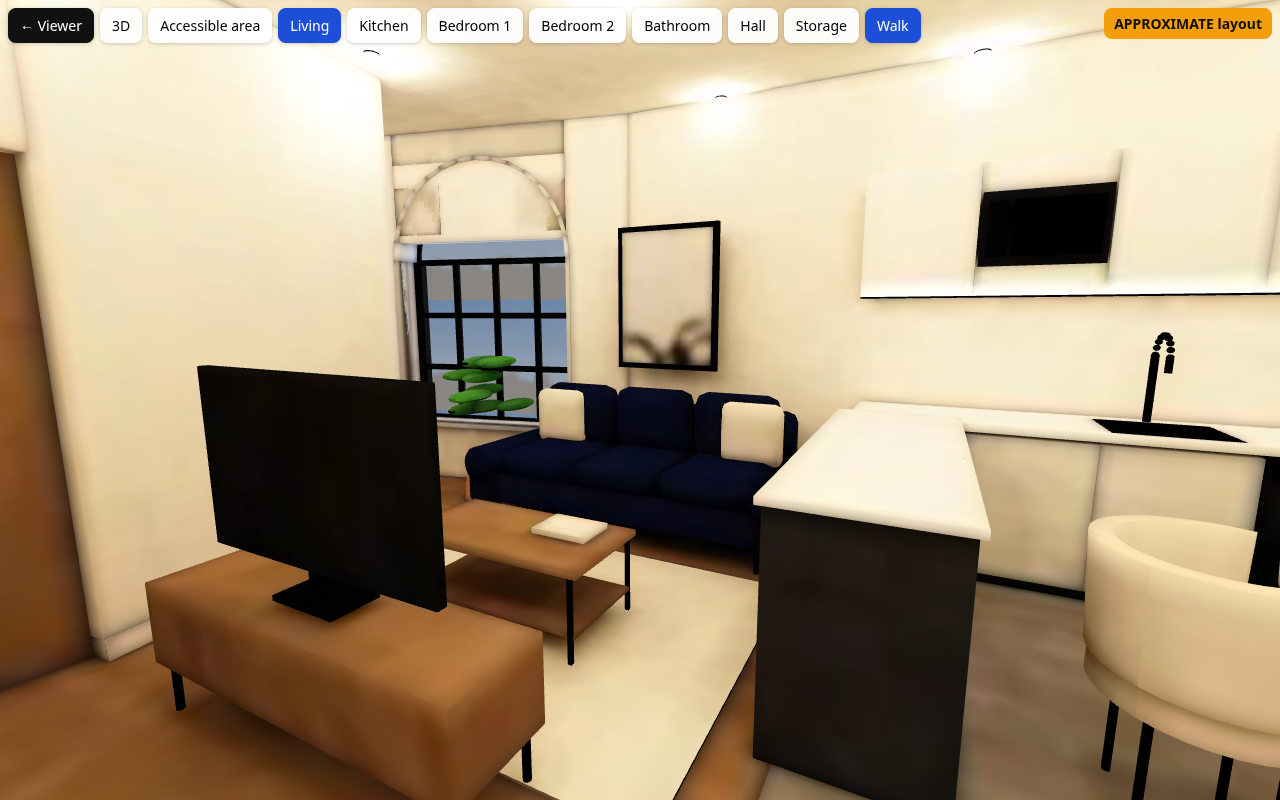 ← Viewer
3D
Accessible area
Living
Kitchen
Bedroom 1
Bedroom 2
Bathroom
Hall
Storage
Walk
APPROXIMATE layout